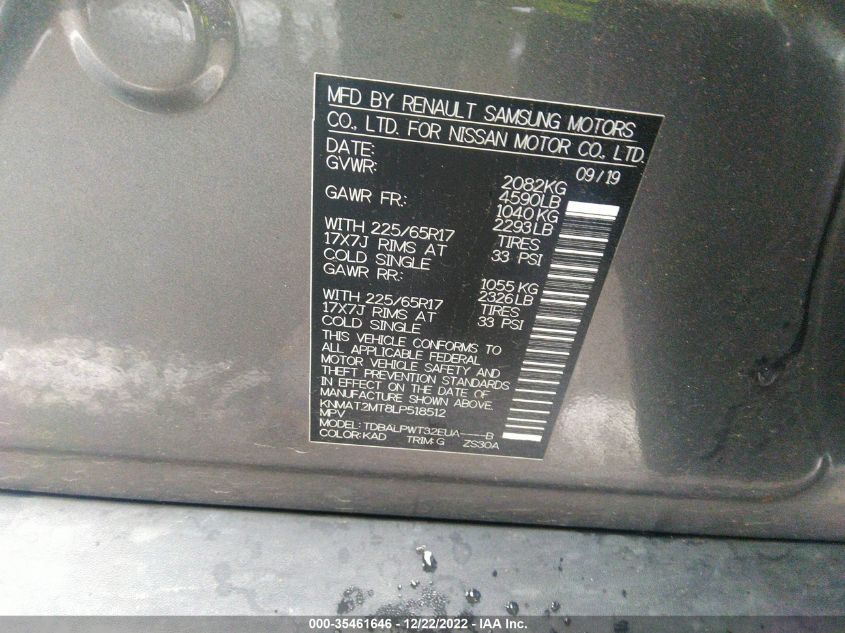 MFD BY RENAULT SAMSUNG MOTORS
CO., LTD. FOR NISSAN MOTOR CO., LTD.
DATE: 09/19
GVWR: 2082KG
4590LB
GAWR FR.: 1040KG
2293LB
WITH 225/65R17 TIRES
17X7J RIMS AT 33 PSI
COLD SINGLE
GAWR RR.: 1055KG
2326LB
WITH 225/65R17 TIRES
17X7J RIMS AT 33 PSI
COLD SINGLE
THIS VEHICLE CONFORMS TO
ALL APPLICABLE FEDERAL
MOTOR VEHICLE SAFETY AND
THEFT PREVENTION STANDARDS
IN EFFECT ON THE DATE OF
MANUFACTURE SHOWN ABOVE.
KNMAT2MT8LP518512
MPV
MODEL: TDBALPWT32EUA----B
COLOR: KAD TRIM: G ZS30A
000-35461646 - 12/22/2022 - IAA Inc.